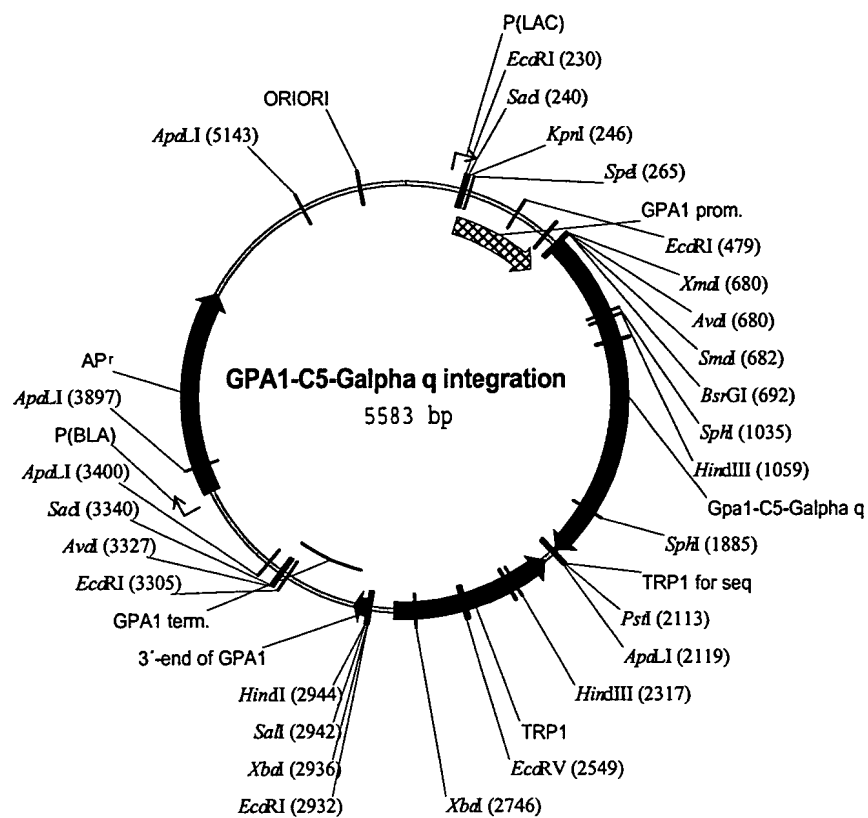 P(LAC)
EcoRI (230)
SacI (240)
KpnI (246)
SpeI (265)
GPA1 prom.
EcoRI (479)
XmaI (680)
AvaI (680)
SmaI (682)
BsrGI (692)
SphI (1035)
HindIII (1059)
Gpa1-C5-Galpha q
SphI (1885)
TRP1 for seq
PstI (2113)
ApaLI (2119)
HindIII (2317)
TRP1
EcoRV (2549)
XbaI (2746)
EcoRI (2932)
XbaI (2936)
SalI (2942)
HindII (2944)
3´-end of GPA1
GPA1 term.
EcoRI (3305)
AvaI (3327)
SacI (3340)
ApaLI (3400)
P(BLA)
ApaLI (3897)
APr
ApaLI (5143)
ORIORI
GPA1-C5-Galpha q integration
5583 bp